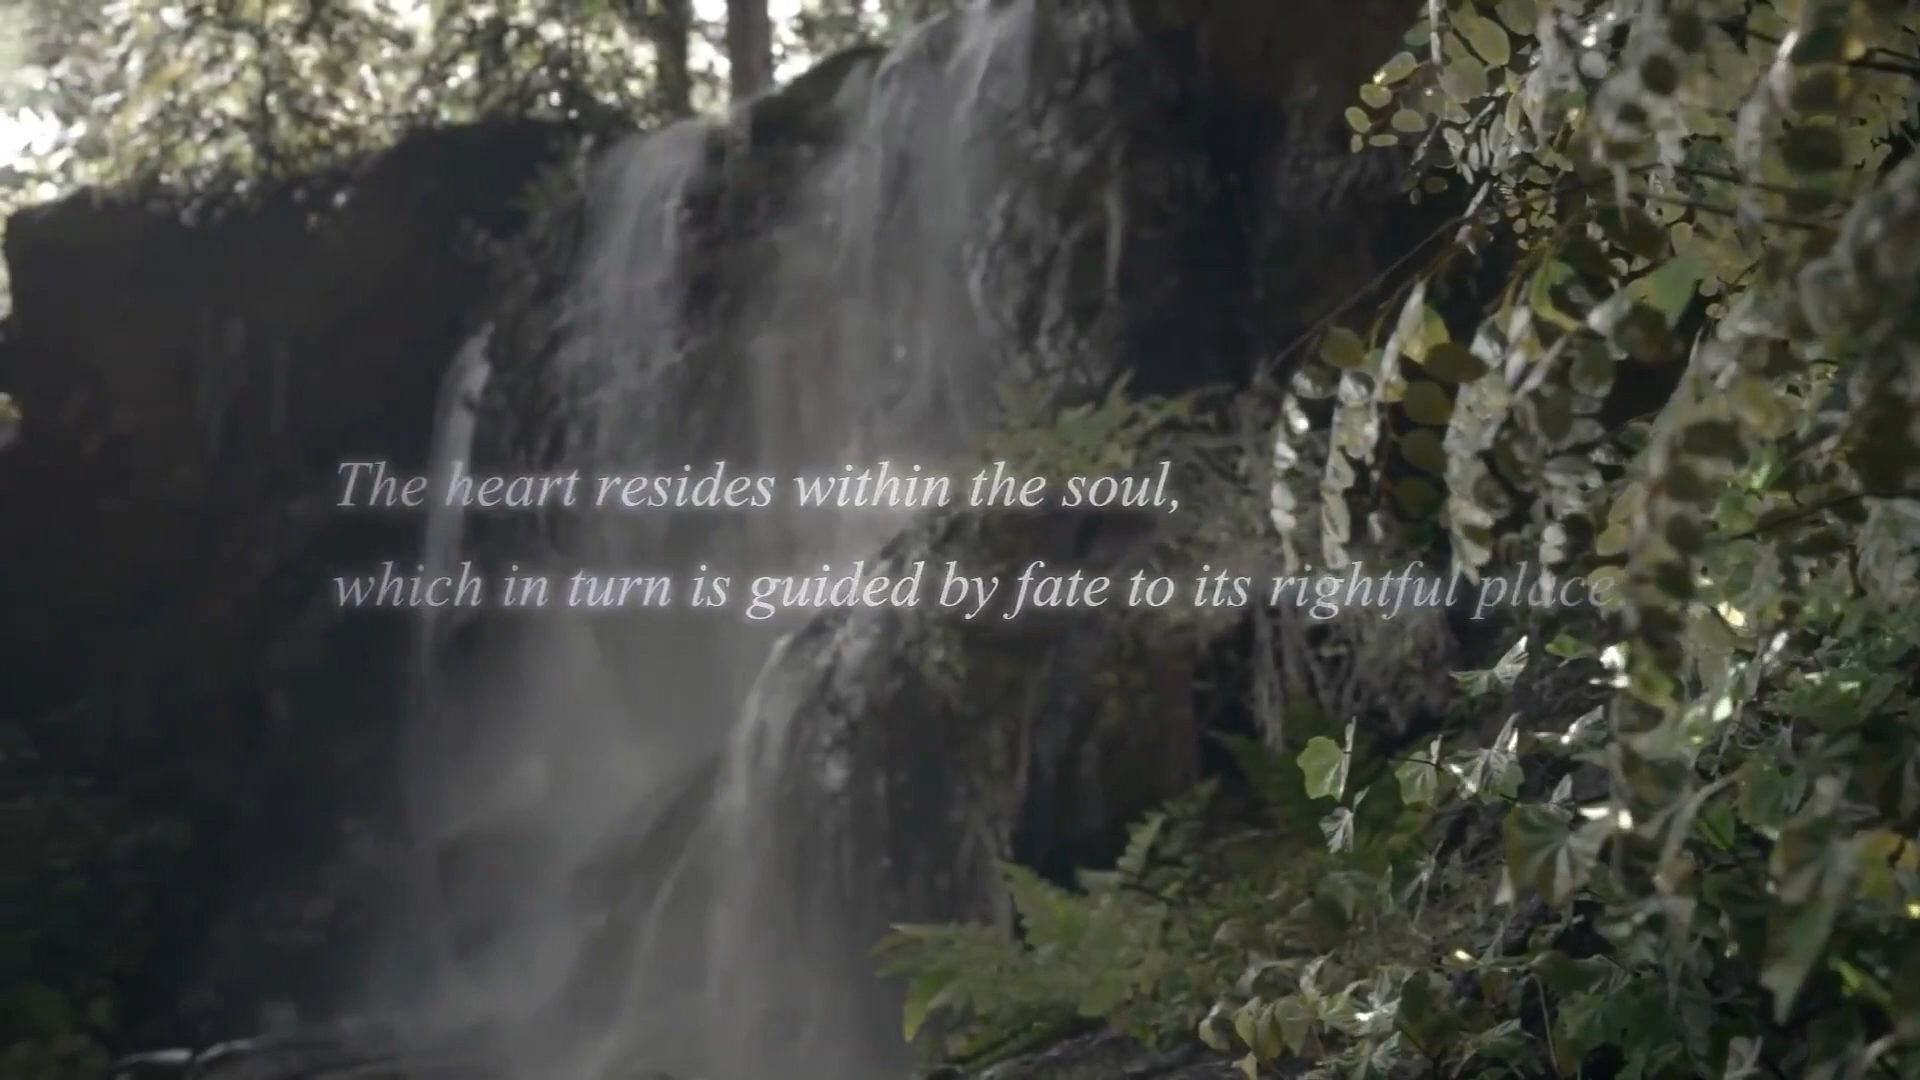 The heart resides within the soul,
which in turn is guided by fate to its rightful place